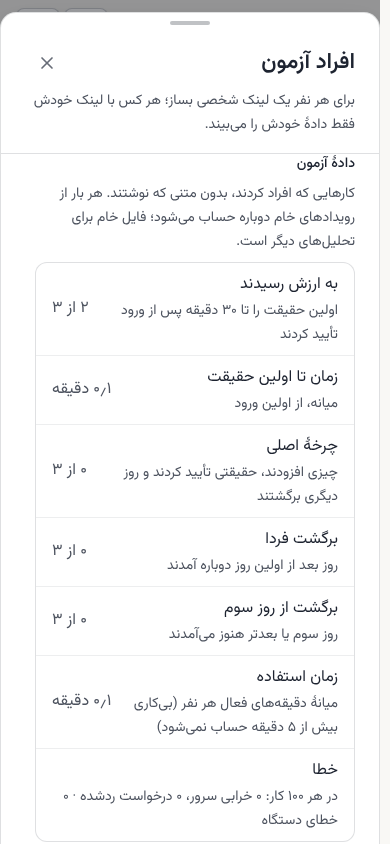 افراد آزمون
برای هر نفر یک لینک شخصی بساز؛ هر کس با لینک خودش
فقط دادهٔ خودش را می‌بیند.
دادهٔ آزمون
کارهایی که افراد کردند، بدون متنی که نوشتند. هر بار از
رویدادهای خام دوباره حساب می‌شود؛ فایل خام برای
تحلیل‌های دیگر است.
به ارزش رسیدند
اولین حقیقت را تا ۳۰ دقیقه پس از ورود
تأیید کردند
۲ از ۳
زمان تا اولین حقیقت
میانه، از اولین ورود
۰٫۱ دقیقه
چرخهٔ اصلی
چیزی افزودند، حقیقتی تأیید کردند و روز
دیگری برگشتند
۰ از ۳
برگشت فردا
روز بعد از اولین روز دوباره آمدند
۰ از ۳
برگشت از روز سوم
روز سوم یا بعدتر هنوز می‌آمدند
۰ از ۳
زمان استفاده
میانهٔ دقیقه‌های فعال هر نفر (بی‌کاری
بیش از ۵ دقیقه حساب نمی‌شود)
۰٫۱ دقیقه
خطا
در هر ۱۰۰ کار: ۰ خرابی سرور، ۰ درخواست ردشده · ۰
خطای دستگاه